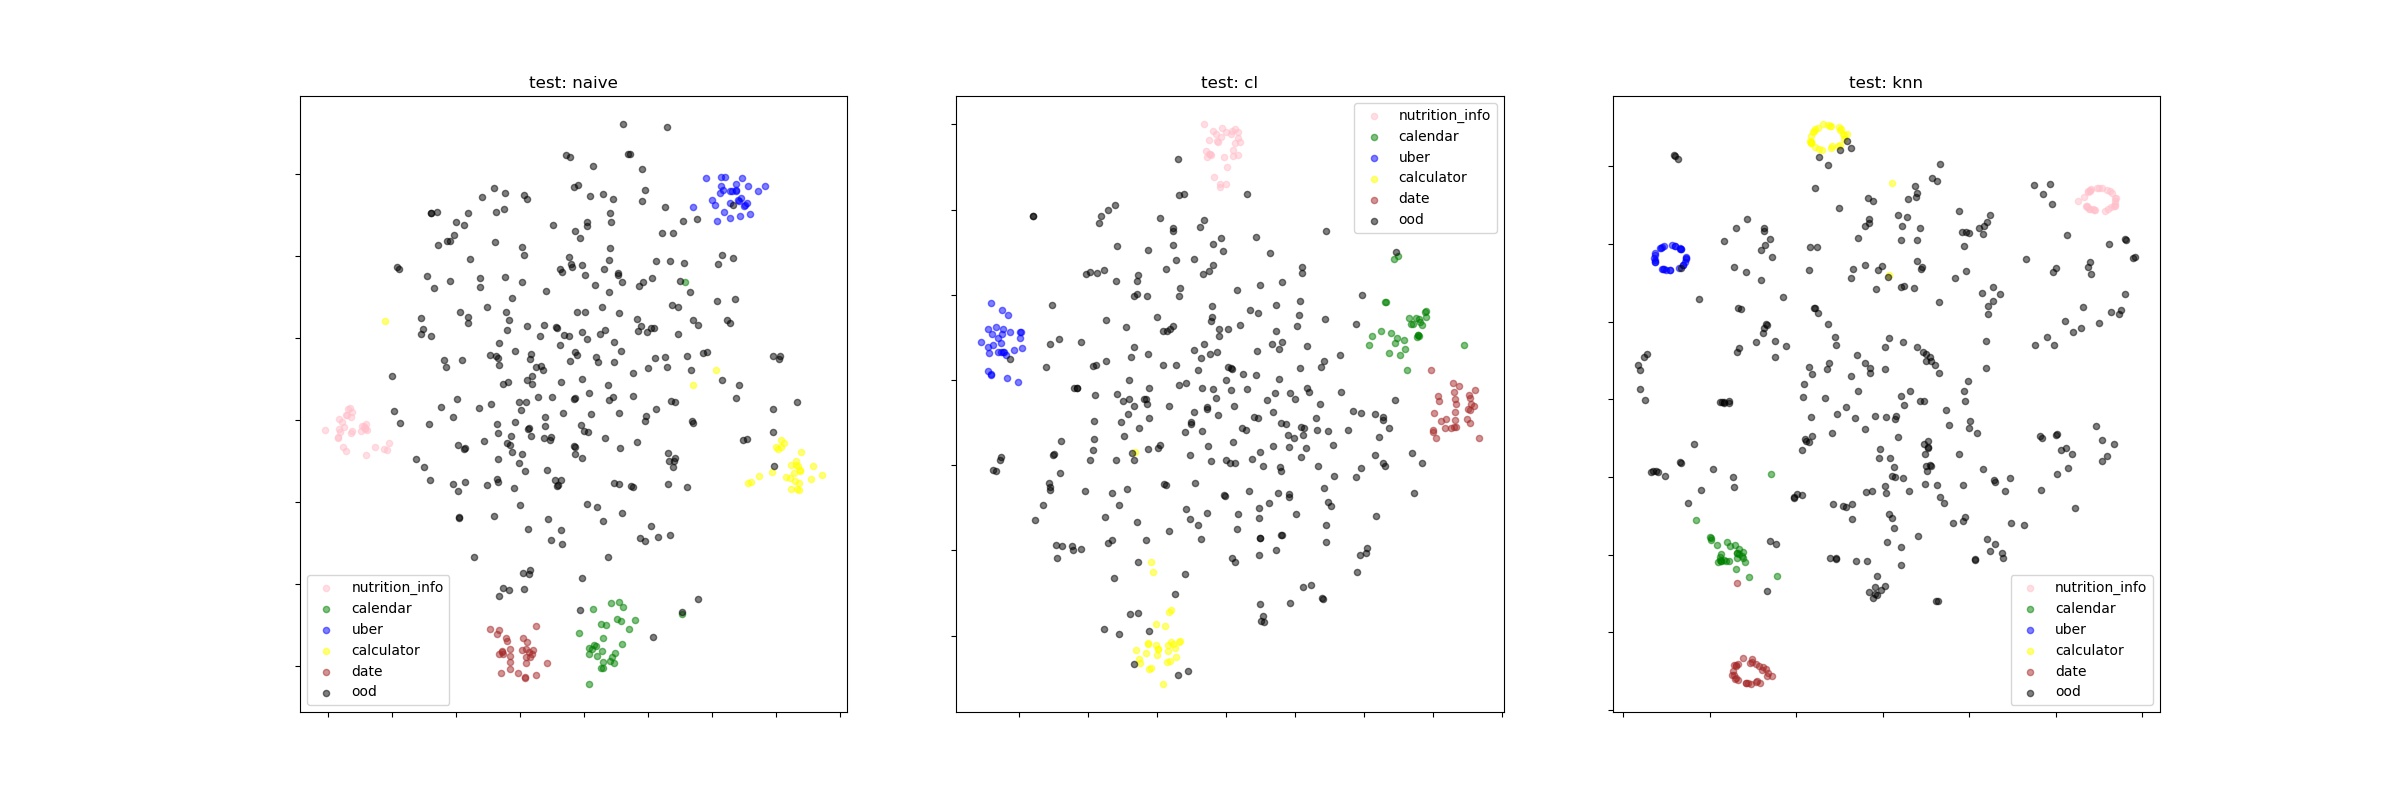 test: naive
nutrition_info
calendar
uber
calculator
date
ood
test: cl
nutrition_info
calendar
uber
calculator
date
ood
test: knn
nutrition_info
calendar
uber
calculator
date
ood